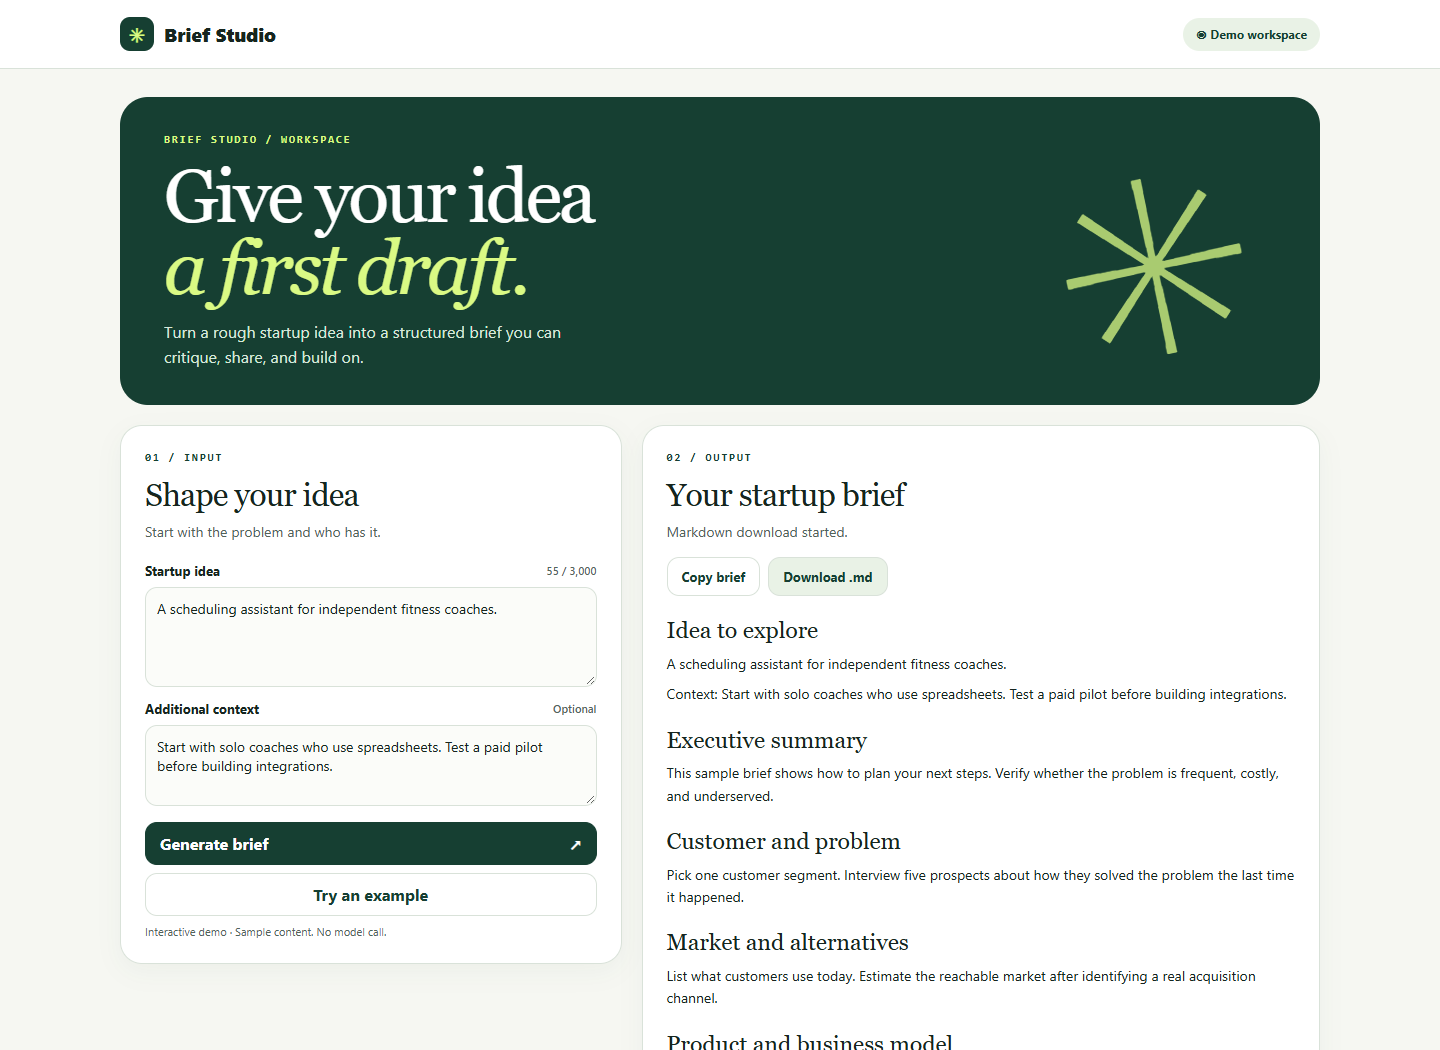 Brief Studio
Demo workspace
BRIEF STUDIO / WORKSPACE
Give your idea
a first draft.
Turn a rough startup idea into a structured brief you can
critique, share, and build on.
01 / INPUT
Shape your idea
Start with the problem and who has it.
Startup idea
55 / 3,000
A scheduling assistant for independent fitness coaches.
Additional context
Optional
Start with solo coaches who use spreadsheets. Test a paid pilot
before building integrations.
Generate brief
Try an example
Interactive demo · Sample content. No model call.
02 / OUTPUT
Your startup brief
Markdown download started.
Copy brief
Download .md
Idea to explore
A scheduling assistant for independent fitness coaches.
Context: Start with solo coaches who use spreadsheets. Test a paid pilot before building integrations.
Executive summary
This sample brief shows how to plan your next steps. Verify whether the problem is frequent, costly,
and underserved.
Customer and problem
Pick one customer segment. Interview five prospects about how they solved the problem the last time
it happened.
Market and alternatives
List what customers use today. Estimate the reachable market after identifying a real acquisition
channel.
Product and business model